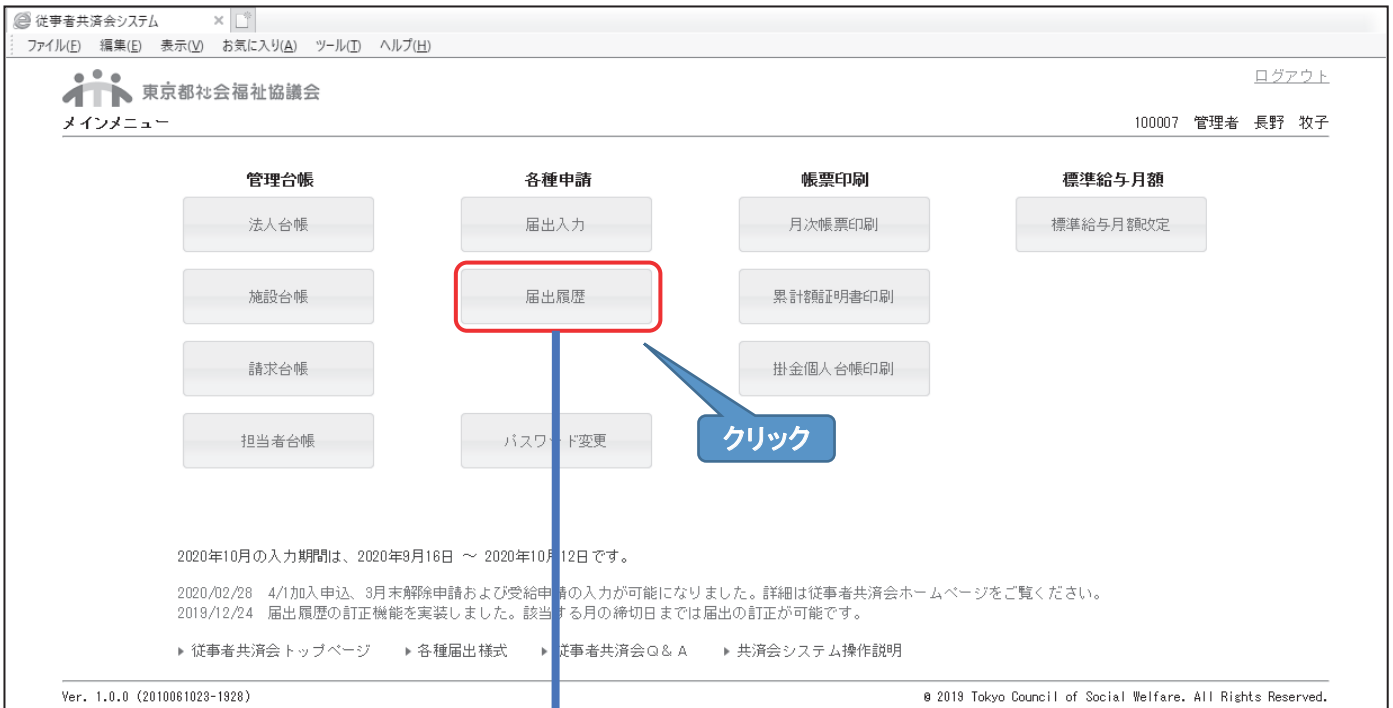 従事者共済会システム
ファイル(F) 編集(E) 表示(V) お気に入り(A) ツール(T) ヘルプ(H)
東京都社会福祉協議会
ログアウト
メインメニュー
100007 管理者 長野 牧子
管理台帳 各種申請 帳票印刷 標準給与月額
法人台帳 届出入力 月次帳票印刷 標準給与月額改定
施設台帳 届出履歴 累計額証明書印刷
請求台帳 掛金個人台帳印刷
担当者台帳 パスワード変更 クリック
2020年10月の入力期間は、2020年9月16日 ～ 2020年10月12日です。
2020/02/28 4/1加入申込、3月末解除申請および受給申請の入力が可能になりました。詳細は従事者共済会ホームページをご覧ください。
2019/12/24 届出履歴の訂正機能を実装しました。該当する月の締切日までは届出の訂正が可能です。
従事者共済会トップページ 各種届出様式 従事者共済会Q&A 共済会システム操作説明
Ver. 1.0.0 (2010061023-1928)
© 2019 Tokyo Council of Social Welfare. All Rights Reserved.